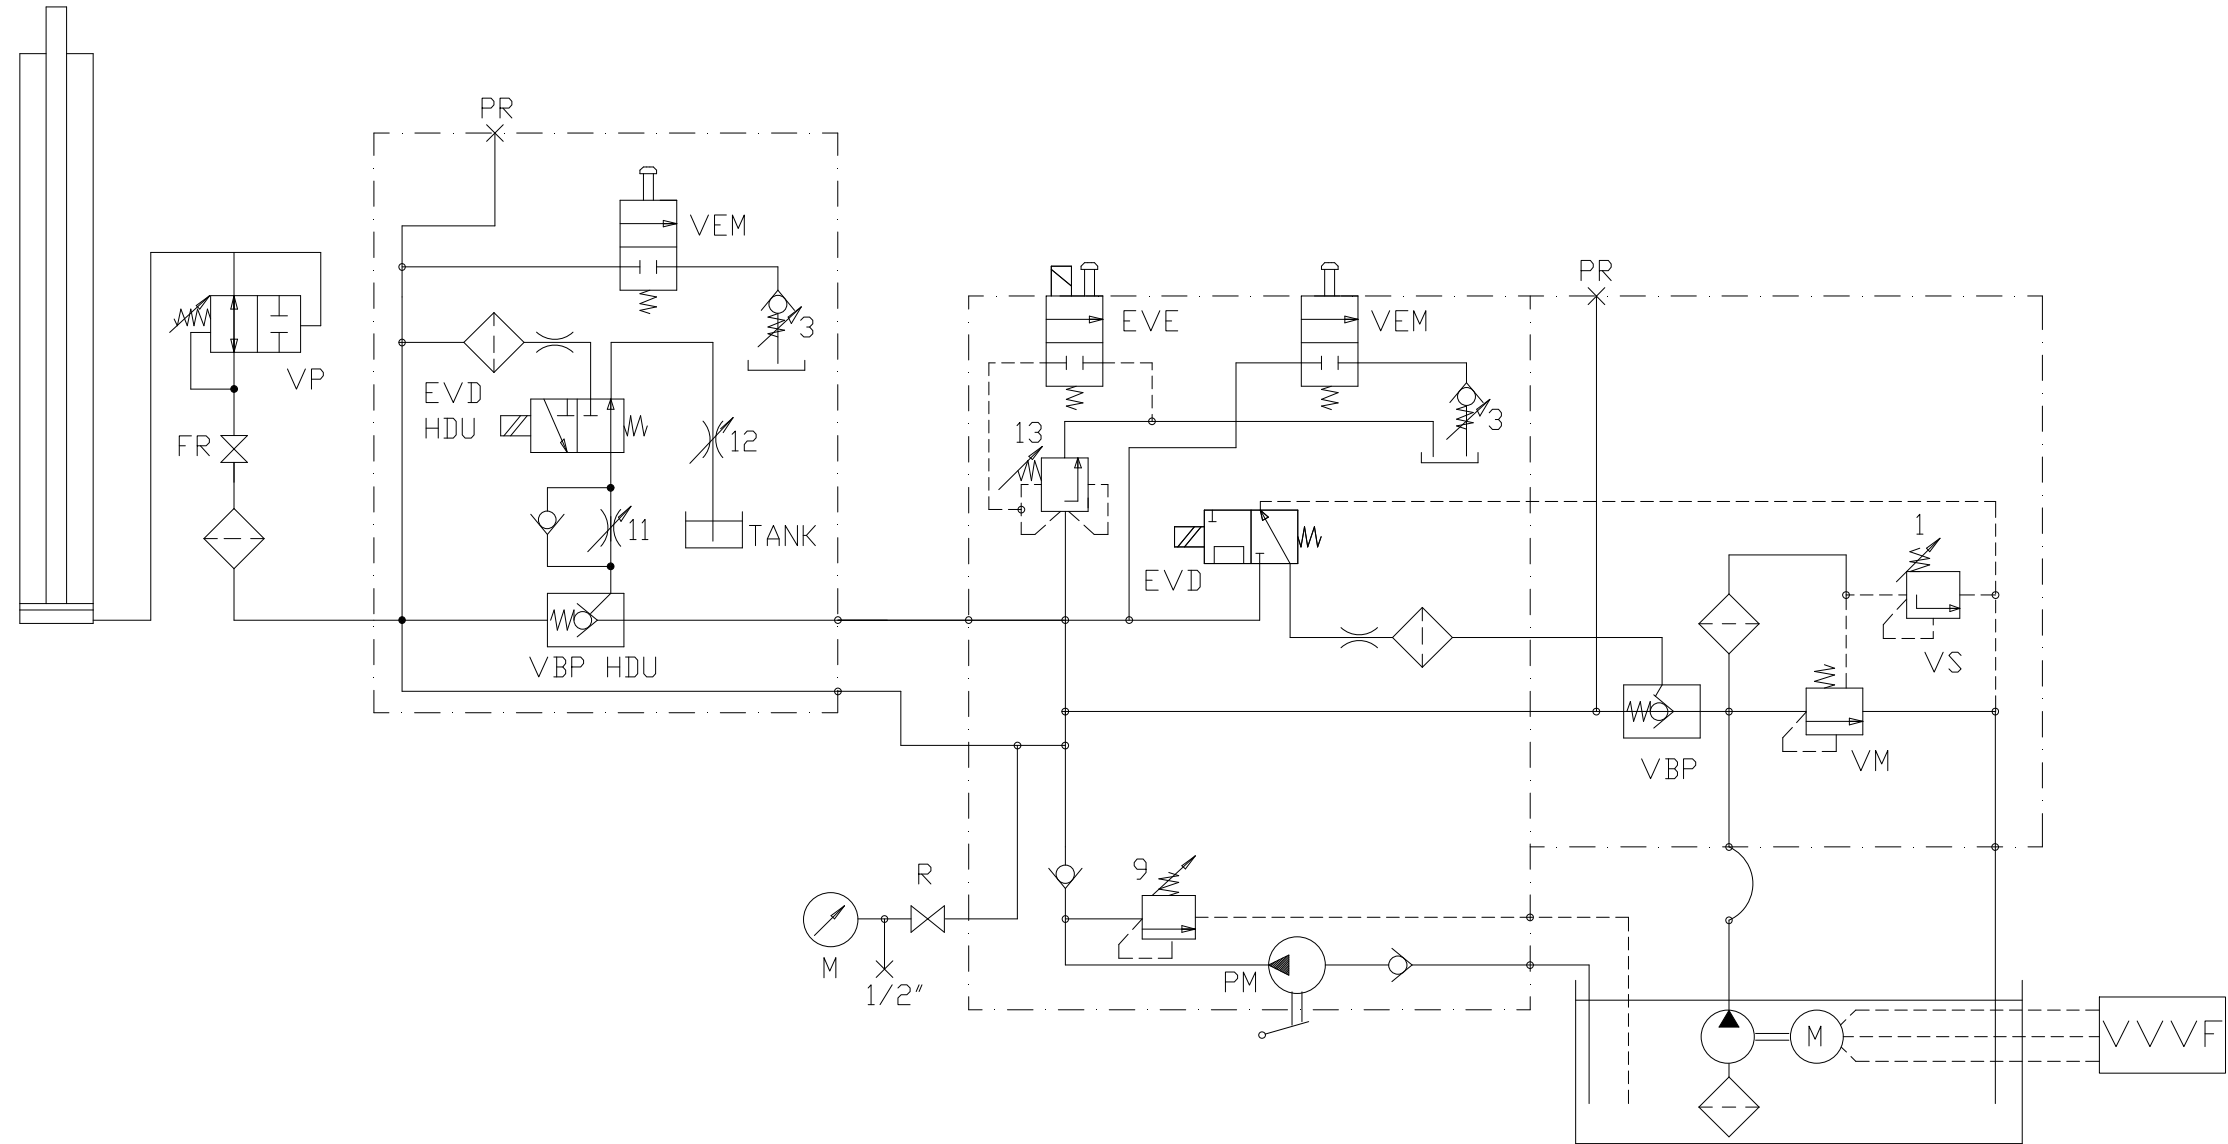 PR
VEM
3
VP
EVD
HDU
FR
12
11
TANK
VBP HDU
PR
EVE
VEM
3
13
EVD
1
VS
VBP
VM
R
9
M
1/2"
PM
M
VVVF